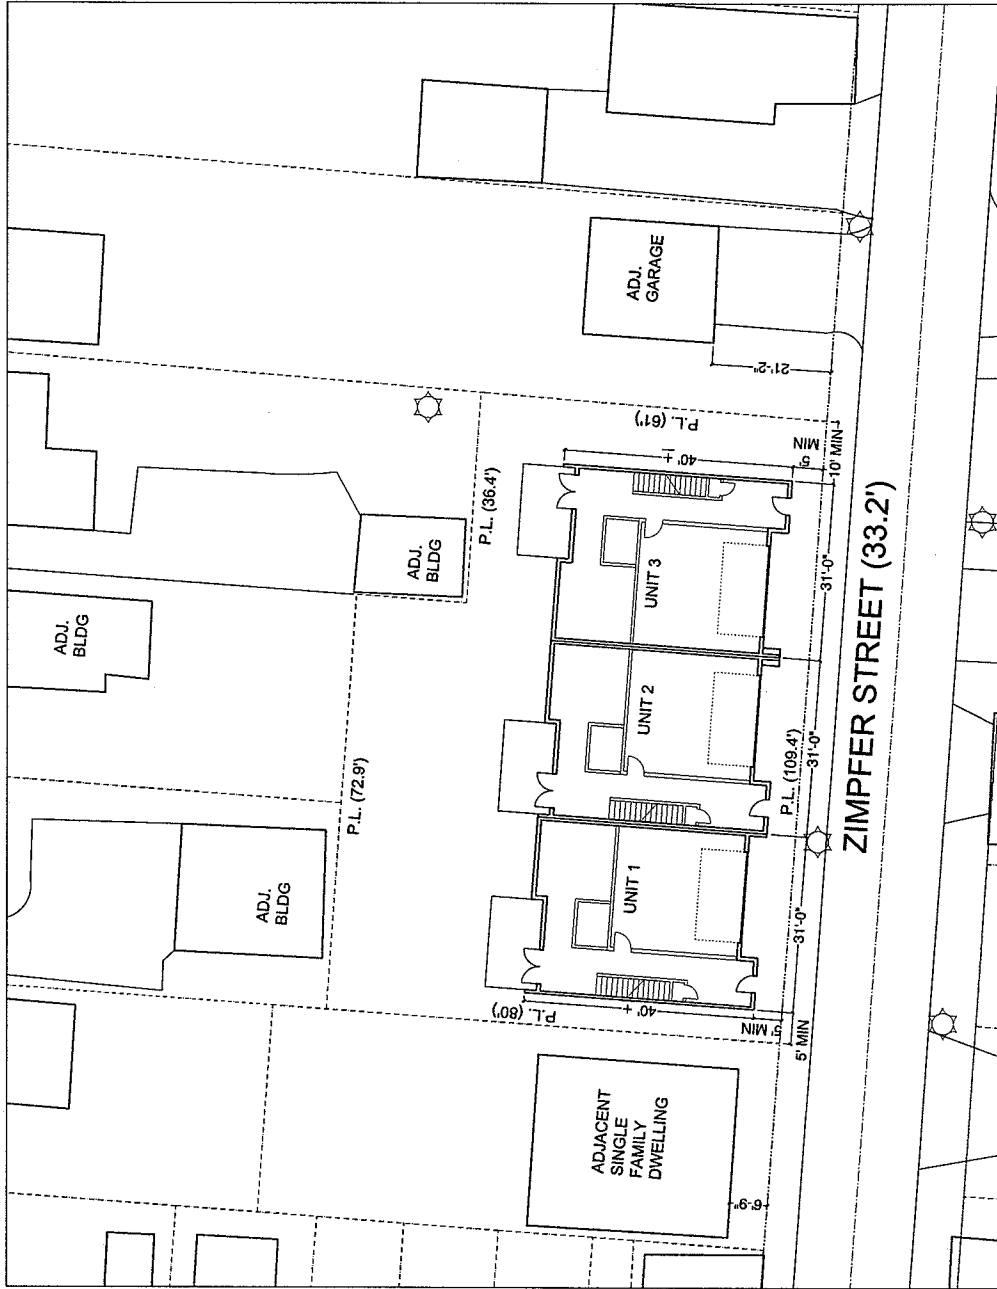 ADJ.
BLDG
ADJ.
BLDG
ADJ.
BLDG
ADJ.
GARAGE
P.L. (72.9')
P.L. (36.4')
P.L. (61')
P.L. (80')
P.L. (109.4')
ADJACENT
SINGLE
FAMILY
DWELLING
UNIT 1
UNIT 2
UNIT 3
40' +
40' ±
5' MIN
5' MIN
5'
MIN
10' MIN
6'-9"
21'-2"
31'-0"
31'-0"
31'-0"
ZIMPFER STREET (33.2')